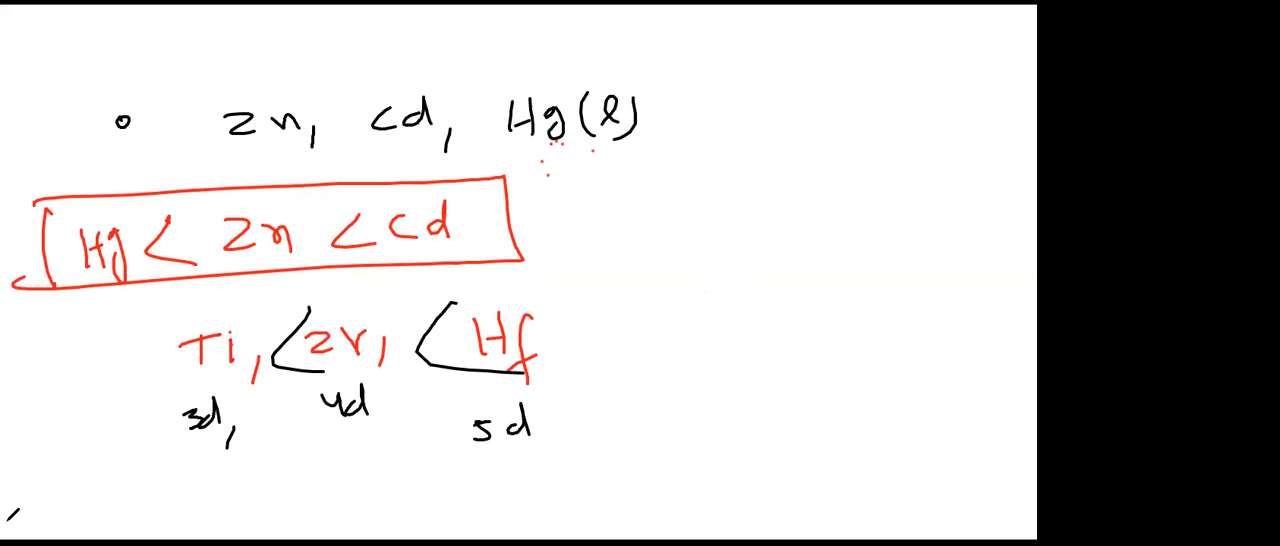 Zn, Cd, Hg(l)
Hg < Zn < Cd
Ti, < Zr, < Hf
3d, 4d 5d